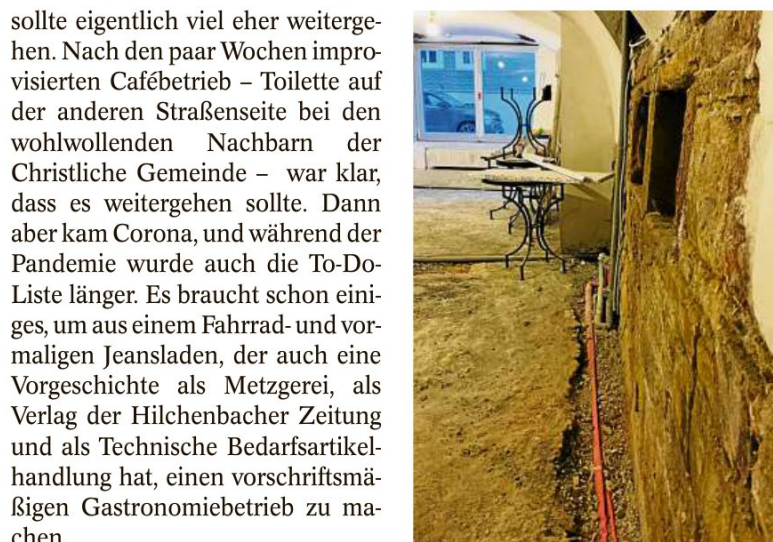 sollte eigentlich viel eher weiterge-
hen. Nach den paar Wochen impro-
visierten Cafébetrieb – Toilette auf
der anderen Straßenseite bei den
wohlwollenden Nachbarn der
Christliche Gemeinde – war klar,
dass es weitergehen sollte. Dann
aber kam Corona, und während der
Pandemie wurde auch die To-Do-
Liste länger. Es braucht schon eini-
ges, um aus einem Fahrrad- und vor-
maligen Jeansladen, der auch eine
Vorgeschichte als Metzgerei, als
Verlag der Hilchenbacher Zeitung
und als Technische Bedarfsartikel-
handlung hat, einen vorschriftsmä-
ßigen Gastronomiebetrieb zu ma-
chen